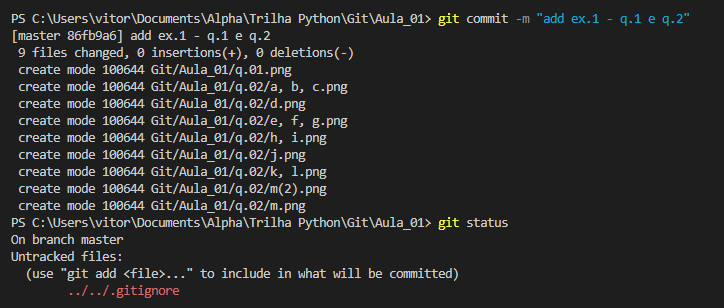 PS C:\Users\vitor\Documents\Alpha\Trilha Python\Git\Aula_01> git commit -m "add ex.1 - q.1 e q.2"
[master 86fb9a6] add ex.1 - q.1 e q.2
 9 files changed, 0 insertions(+), 0 deletions(-)
 create mode 100644 Git/Aula_01/q.01.png
 create mode 100644 Git/Aula_01/q.02/a, b, c.png
 create mode 100644 Git/Aula_01/q.02/d.png
 create mode 100644 Git/Aula_01/q.02/e, f, g.png
 create mode 100644 Git/Aula_01/q.02/h, i.png
 create mode 100644 Git/Aula_01/q.02/j.png
 create mode 100644 Git/Aula_01/q.02/k, l.png
 create mode 100644 Git/Aula_01/q.02/m(2).png
 create mode 100644 Git/Aula_01/q.02/m.png
PS C:\Users\vitor\Documents\Alpha\Trilha Python\Git\Aula_01> git status
On branch master
Untracked files:
  (use "git add <file>..." to include in what will be committed)
        ../../.gitignore